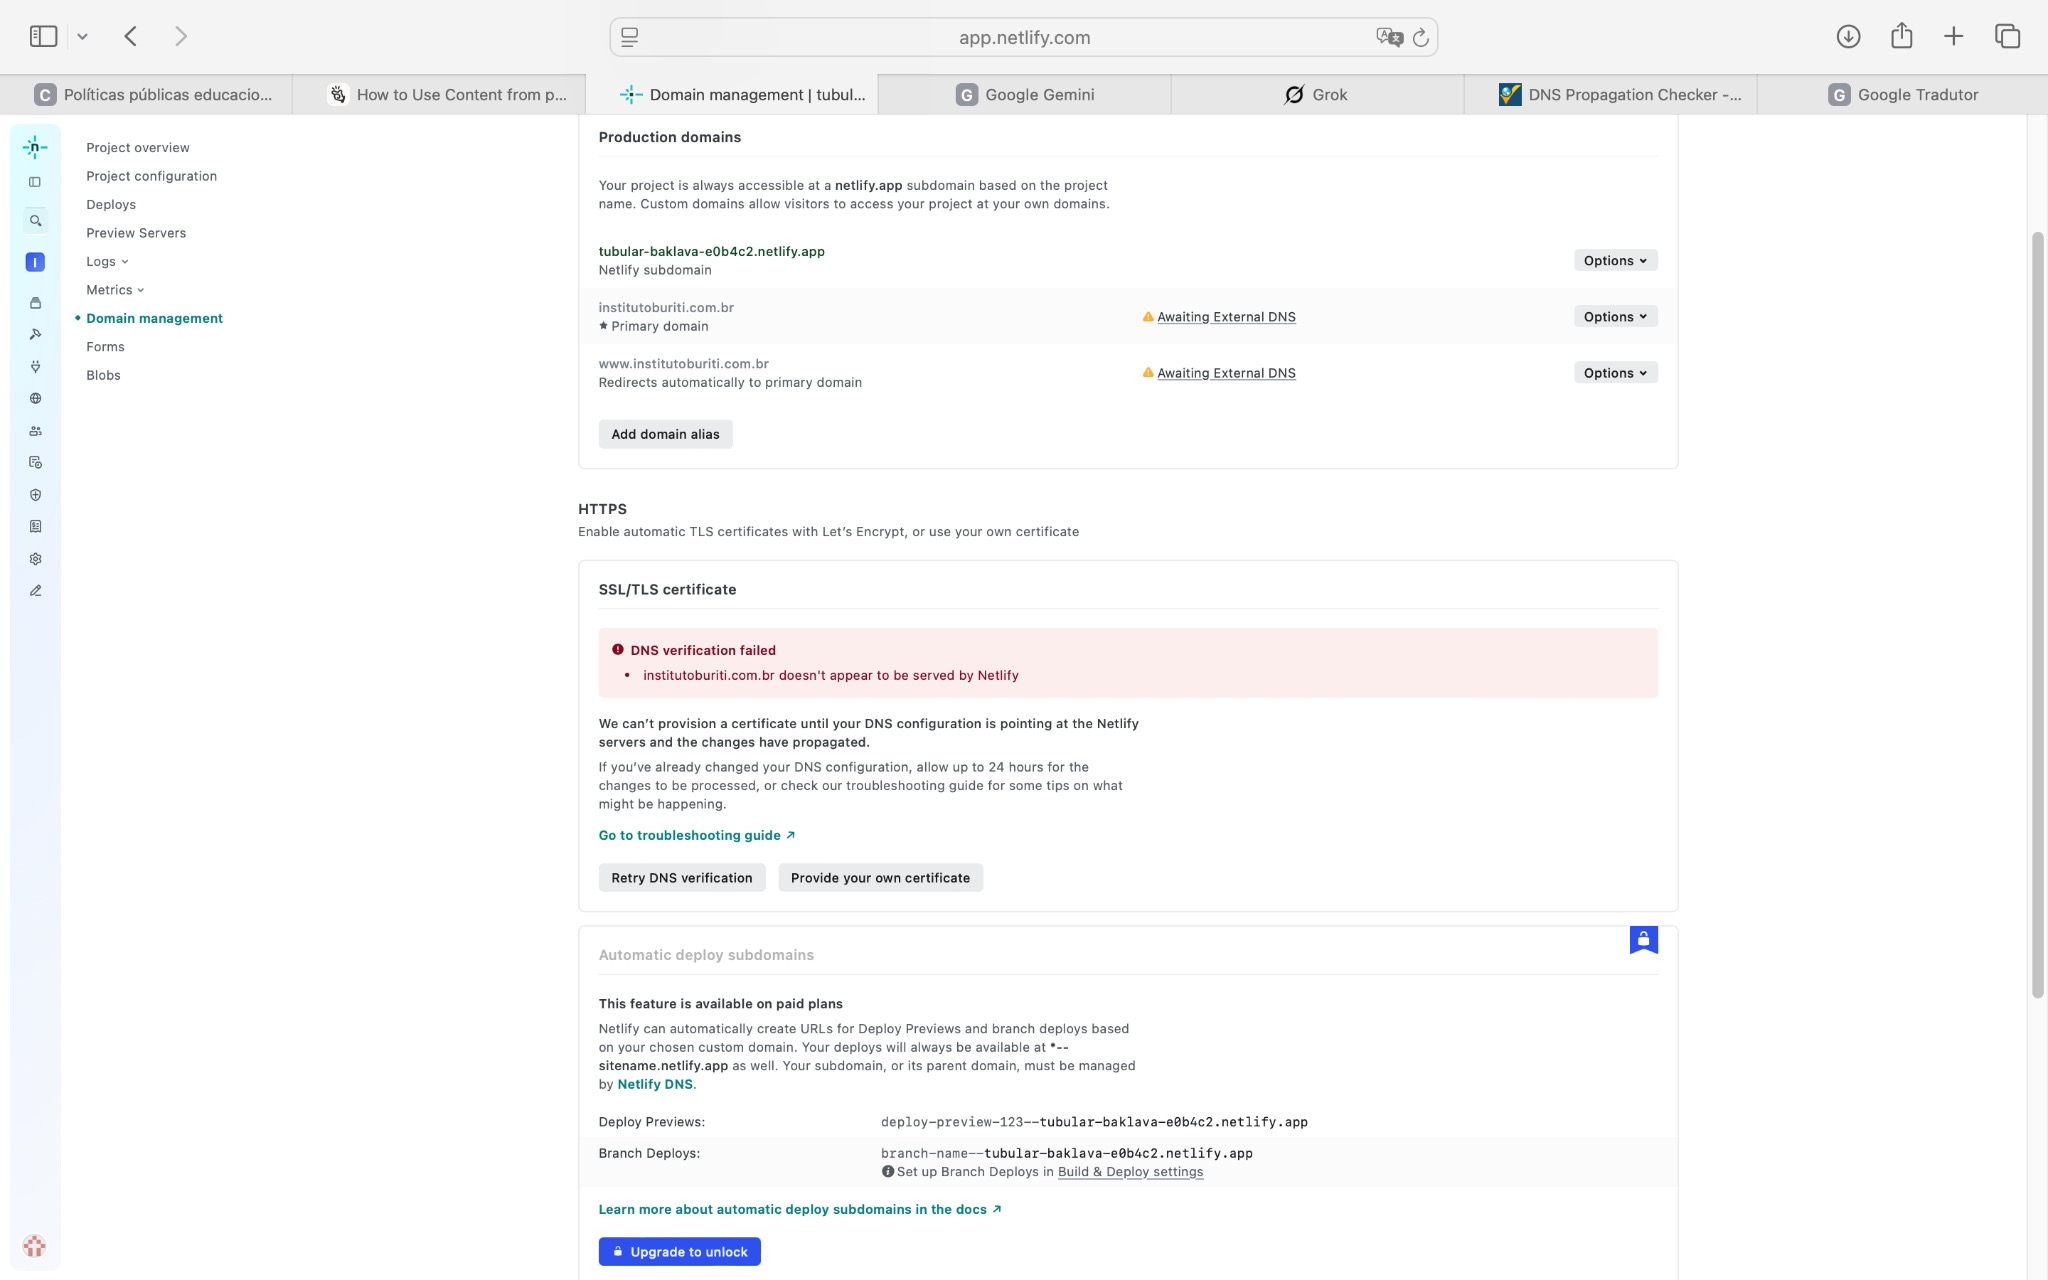 app.netlify.com
C Políticas públicas educacio...
How to Use Content from p...
Domain management | tubul...
G Google Gemini
Grok
DNS Propagation Checker -...
G Google Tradutor
n
I
Project overview
Project configuration
Deploys
Preview Servers
Logs
Metrics
Domain management
Forms
Blobs
Production domains
Your project is always accessible at a netlify.app subdomain based on the project
name. Custom domains allow visitors to access your project at your own domains.
tubular-baklava-e0b4c2.netlify.app
Netlify subdomain
Options
institutoburiti.com.br
★ Primary domain
Awaiting External DNS
Options
www.institutoburiti.com.br
Redirects automatically to primary domain
Awaiting External DNS
Options
Add domain alias
HTTPS
Enable automatic TLS certificates with Let's Encrypt, or use your own certificate
SSL/TLS certificate
DNS verification failed
• institutoburiti.com.br doesn't appear to be served by Netlify
We can't provision a certificate until your DNS configuration is pointing at the Netlify
servers and the changes have propagated.
If you've already changed your DNS configuration, allow up to 24 hours for the
changes to be processed, or check our troubleshooting guide for some tips on what
might be happening.
Go to troubleshooting guide ↗
Retry DNS verification
Provide your own certificate
Automatic deploy subdomains
This feature is available on paid plans
Netlify can automatically create URLs for Deploy Previews and branch deploys based
on your chosen custom domain. Your deploys will always be available at *--
sitename.netlify.app as well. Your subdomain, or its parent domain, must be managed
by Netlify DNS.
Deploy Previews:
deploy-preview-123--tubular-baklava-e0b4c2.netlify.app
Branch Deploys:
branch-name--tubular-baklava-e0b4c2.netlify.app
Set up Branch Deploys in Build & Deploy settings
Learn more about automatic deploy subdomains in the docs ↗
Upgrade to unlock